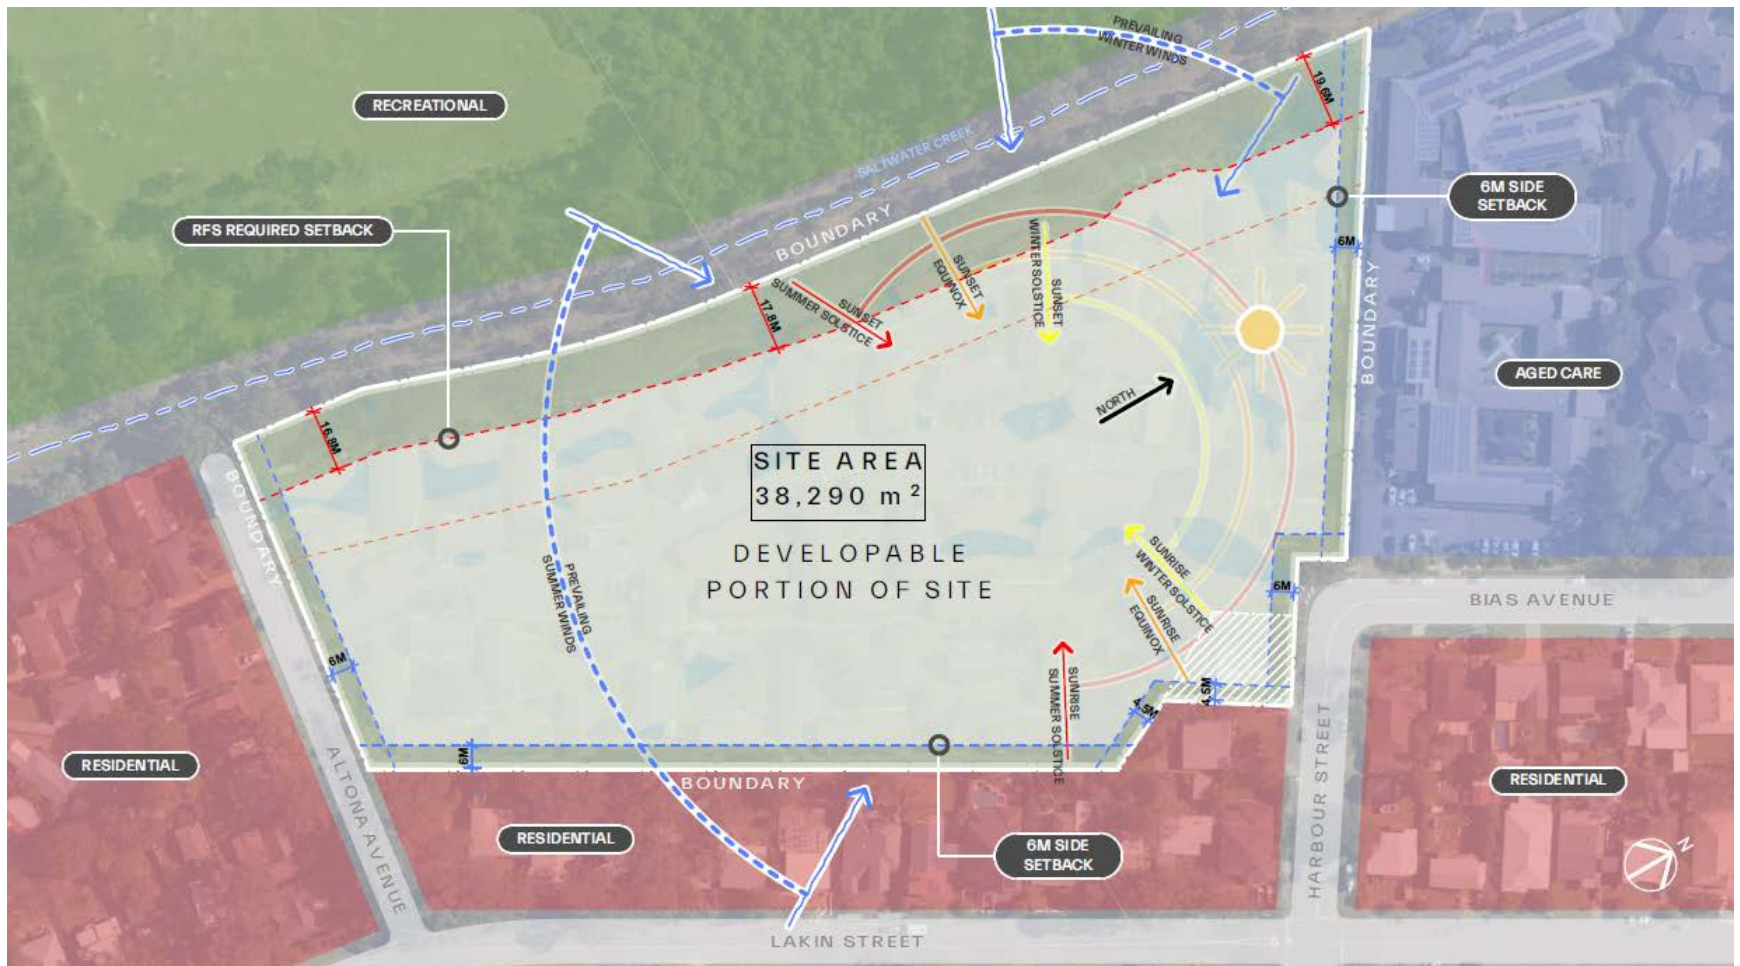 PREVAILING
WINTER WINDS
RECREATIONAL
19.6M
SALTWATER CREEK
6M SIDE
SETBACK
RFS REQUIRED SETBACK
BOUNDARY
6M
BOUNDARY
SUNSET
EQUINOX
SUNSET
WINTER SOLSTICE
SUNSET
SUMMER SOLSTICE
17.8M
AGED CARE
NORTH
16.8M
SITE AREA
38,290 m 2
DEVELOPABLE
PORTION OF SITE
BOUNDARY
PREVAILING
SUMMER WINDS
SUNRISE
WINTER SOLSTICE
SUNRISE
EQUINOX
6M
BIAS AVENUE
SUNRISE
SUMMER SOLSTICE
4.5M
4.5M
6M
6M
RESIDENTIAL
BOUNDARY
RESIDENTIAL
ALTONA AVENUE
RESIDENTIAL
6M SIDE
SETBACK
HARBOUR STREET
N
LAKIN STREET